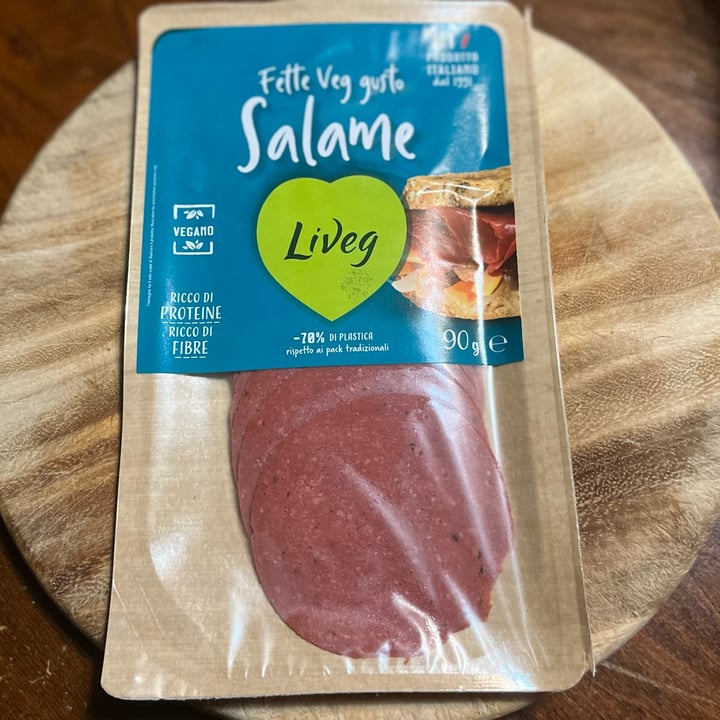 PRODOTTO
ITALIANO
dal 1991
Fette Veg gusto
Salame
Liveg
VEGANO
RICCO DI
PROTEINE
RICCO DI
FIBRE
-70% DI PLASTICA
rispetto ai pack tradizionali
90 g e